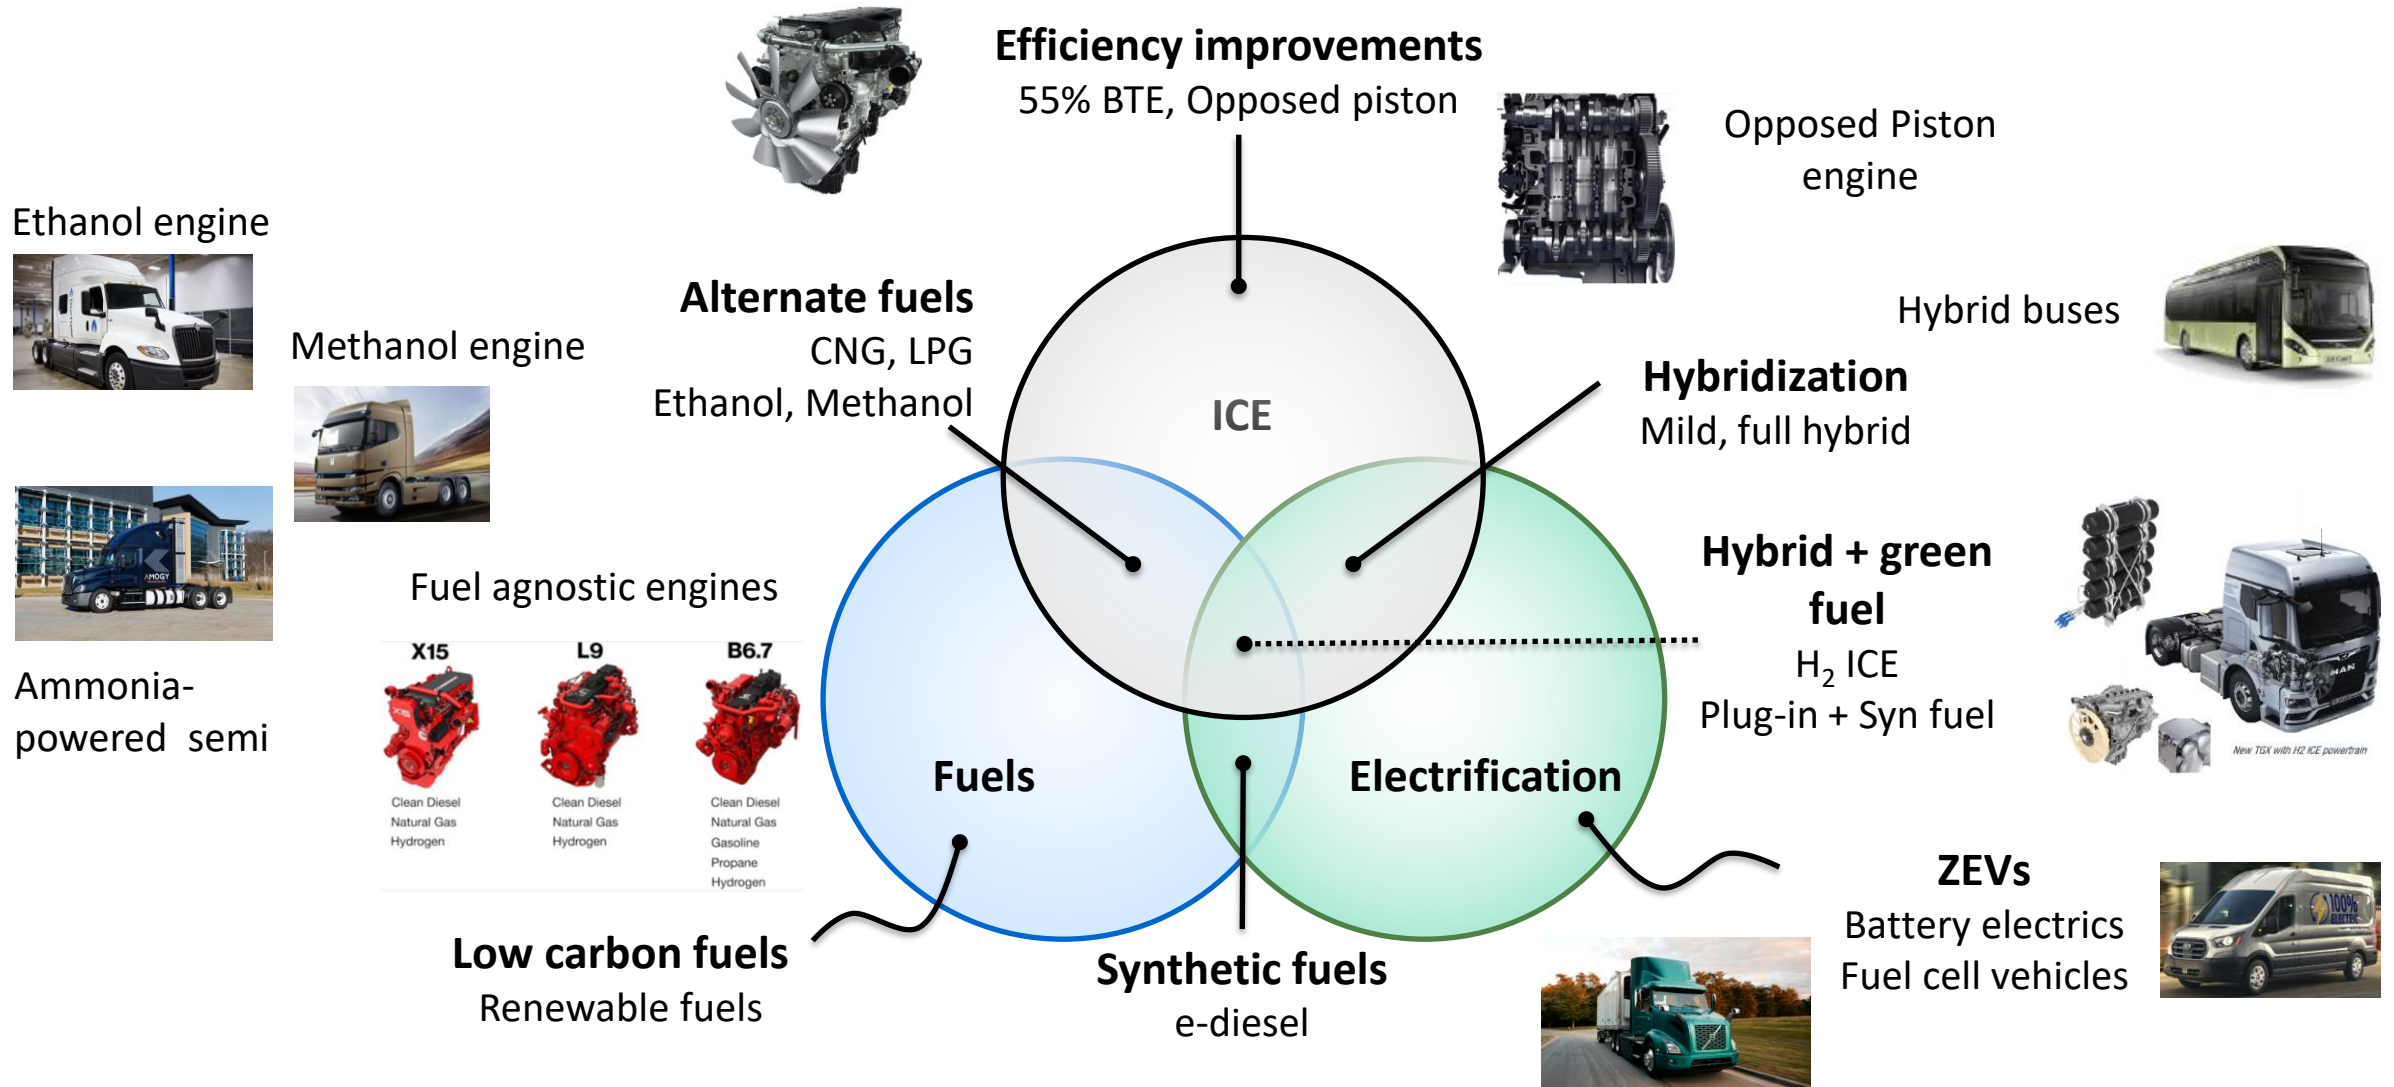 Efficiency improvements
55% BTE, Opposed piston
Opposed Piston
engine
Ethanol engine
Methanol engine
Alternate fuels
CNG, LPG
Ethanol, Methanol
ICE
Hybrid buses
Hybridization
Mild, full hybrid
AMOGY
Ammonia-
powered semi
Fuel agnostic engines
X15
L9
B6.7
Clean Diesel
Natural Gas
Hydrogen
Clean Diesel
Natural Gas
Hydrogen
Clean Diesel
Natural Gas
Gasoline
Propane
Hydrogen
Hybrid + green
fuel
H₂ ICE
Plug-in + Syn fuel
MAN
New TGX with H2 ICE powertrain
Fuels
Electrification
Low carbon fuels
Renewable fuels
Synthetic fuels
e-diesel
ZEVs
Battery electrics
Fuel cell vehicles
100%
ELECTRIC